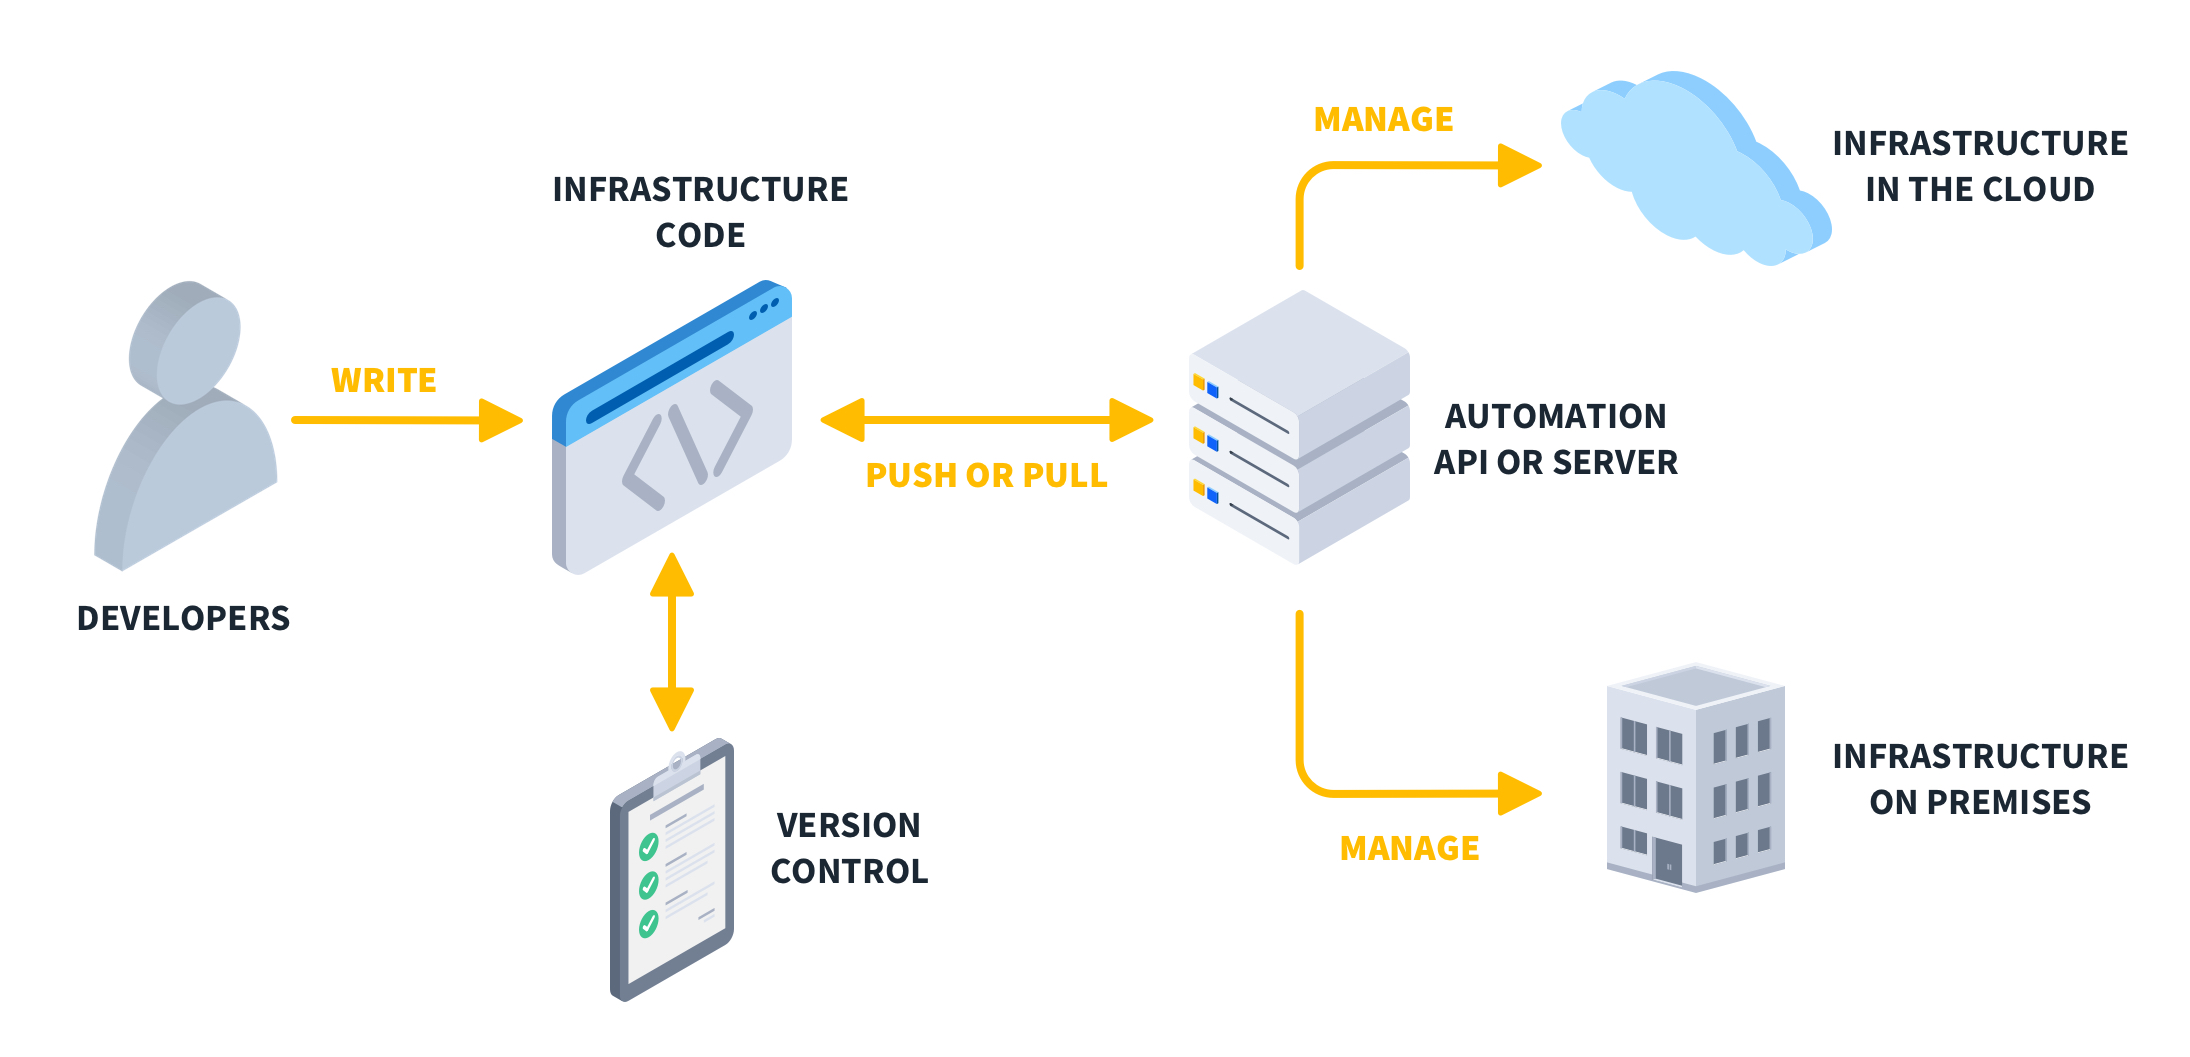 MANAGE
INFRASTRUCTURE
IN THE CLOUD
INFRASTRUCTURE
CODE
WRITE
DEVELOPERS
PUSH OR PULL
AUTOMATION
API OR SERVER
VERSION
CONTROL
MANAGE
INFRASTRUCTURE
ON PREMISES